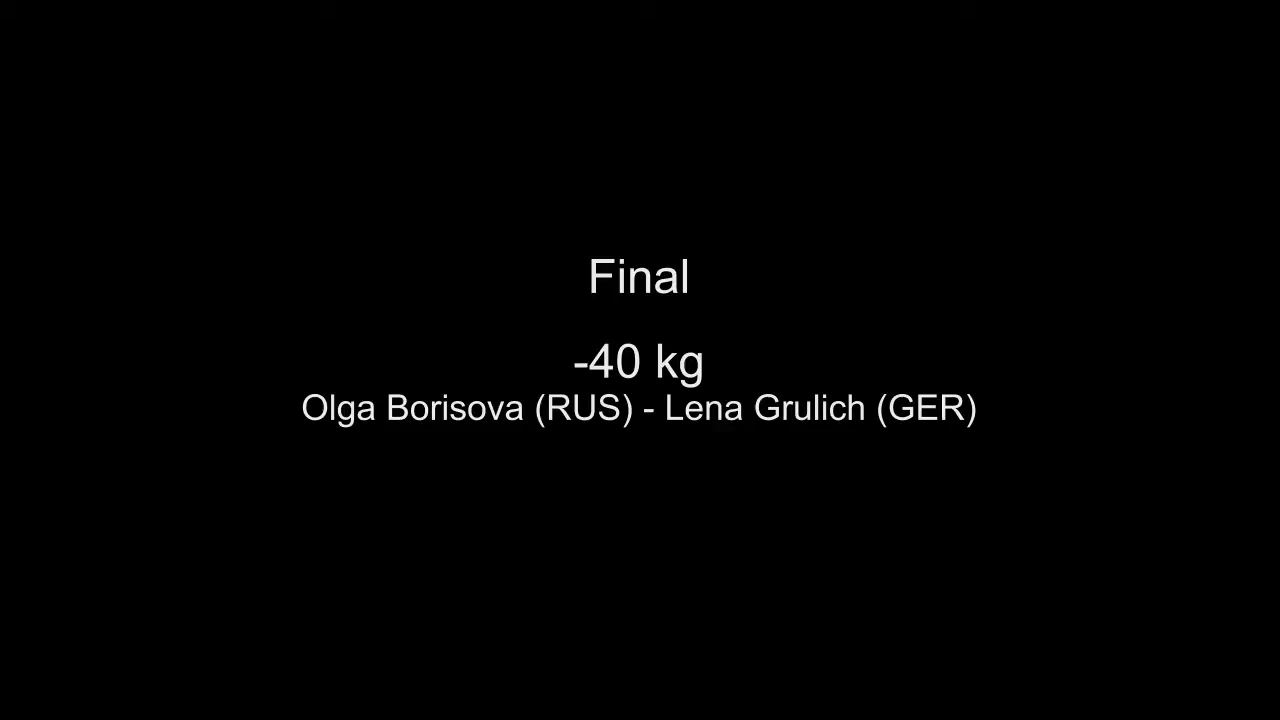 Final
-40 kg
Olga Borisova (RUS) - Lena Grulich (GER)